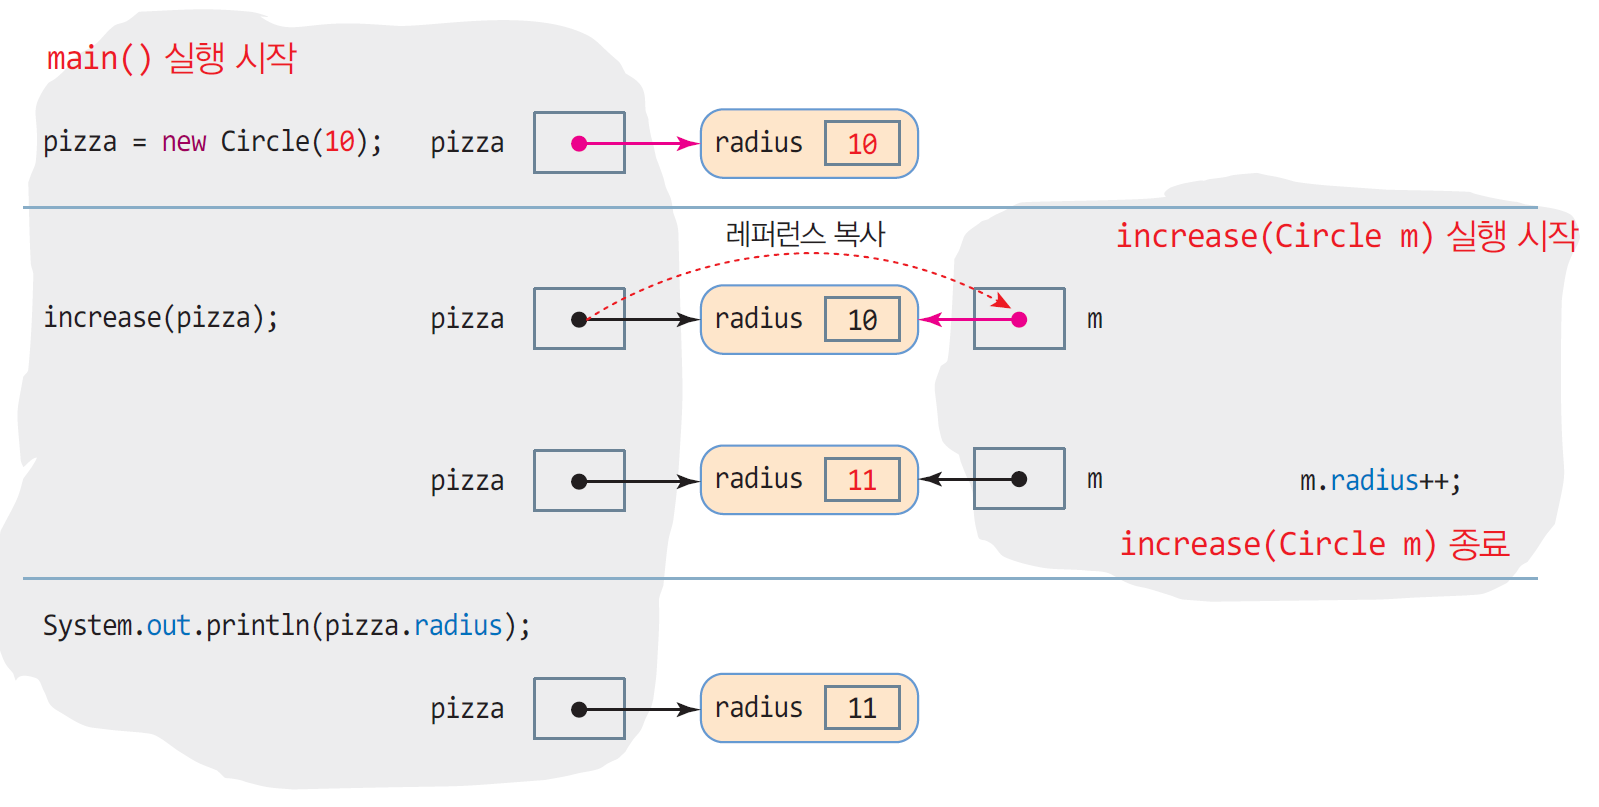 main() 실행 시작
pizza = new Circle(10); pizza radius 10
레퍼런스 복사 increase(Circle m) 실행 시작
increase(pizza); pizza radius 10 m
pizza radius 11 m m.radius++;
increase(Circle m) 종료
System.out.println(pizza.radius);
pizza radius 11